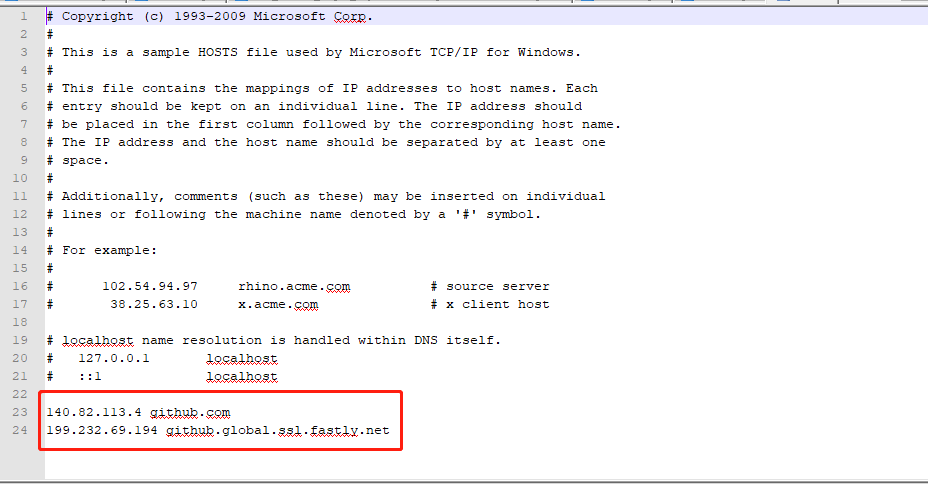 1 # Copyright (c) 1993-2009 Microsoft Corp.
2 #
3 # This is a sample HOSTS file used by Microsoft TCP/IP for Windows.
4 #
5 # This file contains the mappings of IP addresses to host names. Each
6 # entry should be kept on an individual line. The IP address should
7 # be placed in the first column followed by the corresponding host name.
8 # The IP address and the host name should be separated by at least one
9 # space.
10 #
11 # Additionally, comments (such as these) may be inserted on individual
12 # lines or following the machine name denoted by a '#' symbol.
13 #
14 # For example:
15 #
16 #      102.54.94.97     rhino.acme.com          # source server
17 #       38.25.63.10     x.acme.com              # x client host
18
19 # localhost name resolution is handled within DNS itself.
20 #   127.0.0.1       localhost
21 #   ::1             localhost
22
23 140.82.113.4 github.com
24 199.232.69.194 github.global.ssl.fastly.net